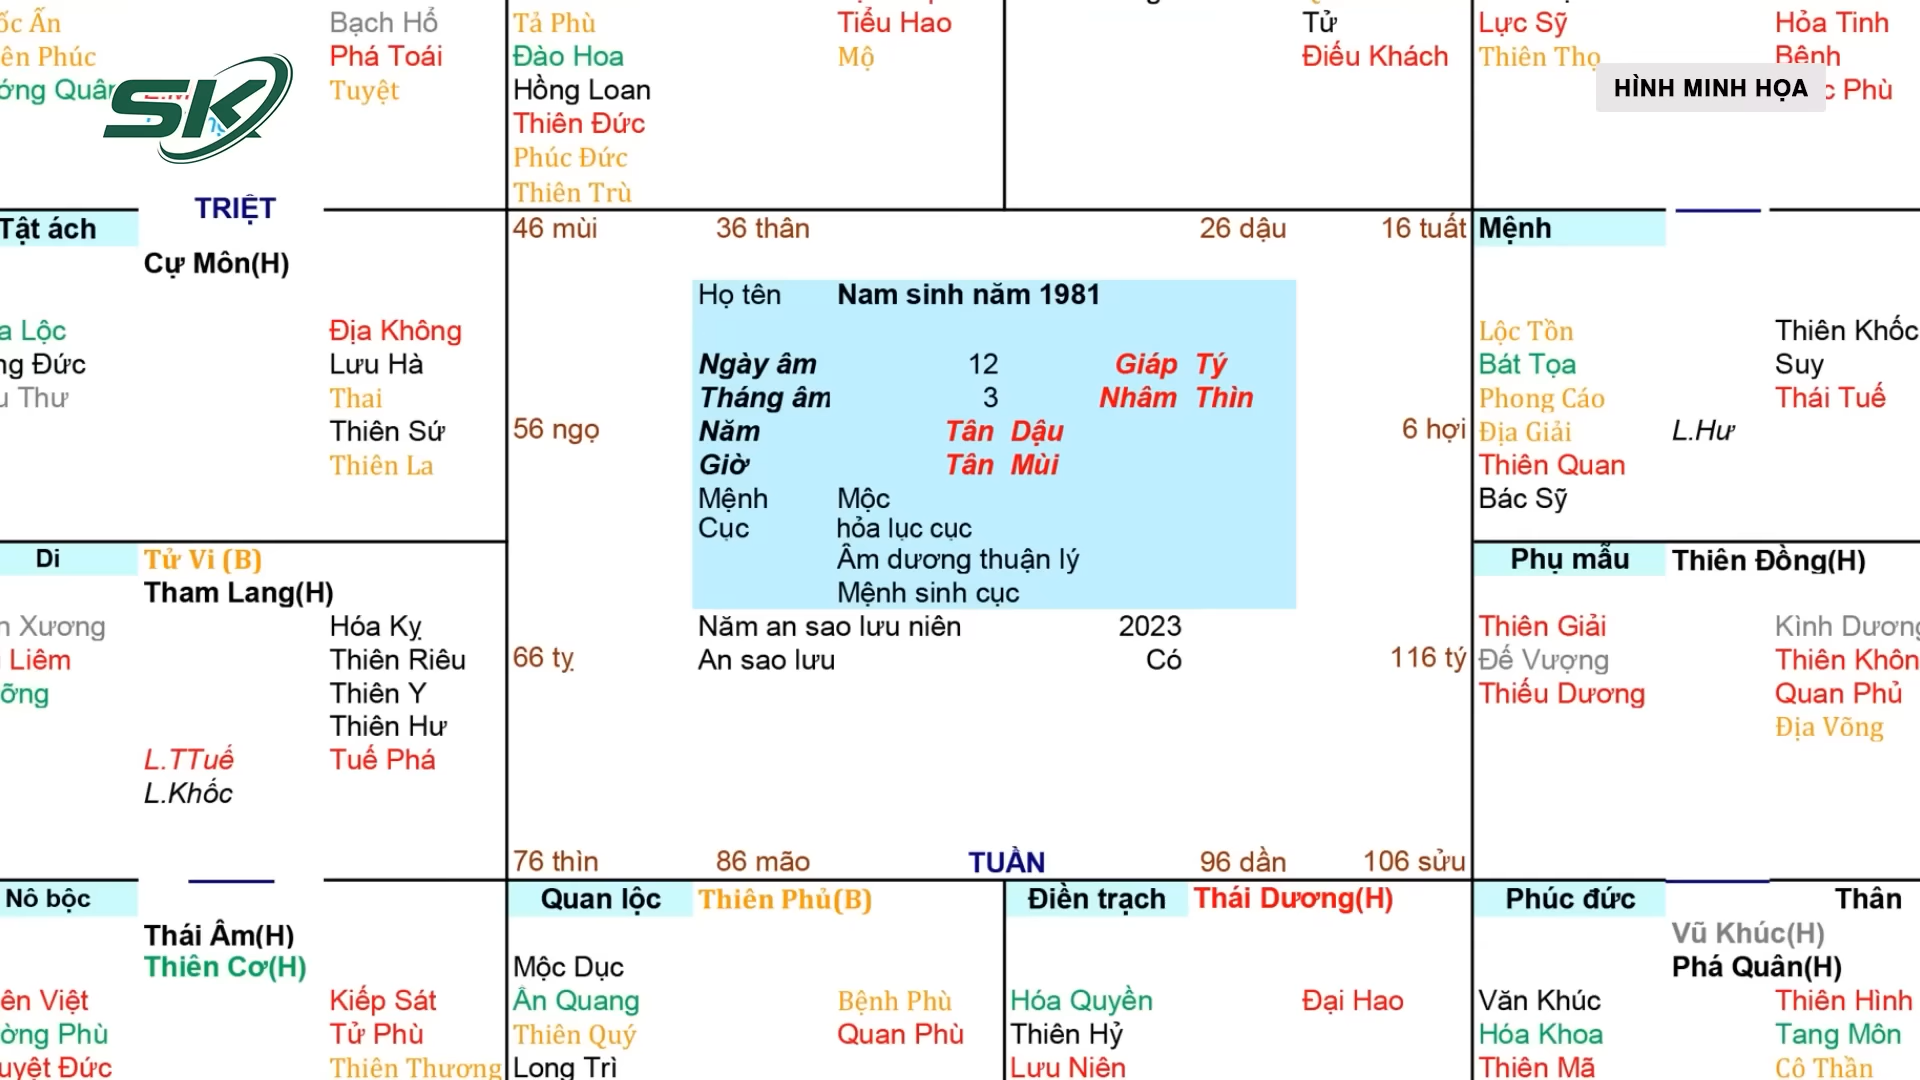 Bạch Hổ
Phá Toái
Tuyệt
Tả Phù
Đào Hoa
Hồng Loan
Thiên Đức
Phúc Đức
Thiên Trù
Tiểu Hao
Mộ
Tử
Điếu Khách
Lực Sỹ
Thiên Thọ
Hỏa Tinh
Bệnh
Phù
HÌNH MINH HỌA
SK
TRIỆT
Tật ách
Cự Môn(H)
Lộc
Đức
Thư
Địa Không
Lưu Hà
Thai
Thiên Sứ
Thiên La
46 mùi 36 thân 26 dậu 16 tuất
Họ tên Nam sinh năm 1981
Ngày âm 12 Giáp Tý
Tháng âm 3 Nhâm Thìn
56 ngọ 6 hợi
Năm Tân Dậu
Giờ Tân Mùi
Mệnh Mộc
Cục hỏa lục cục
Âm dương thuận lý
Mệnh sinh cục
Năm an sao lưu niên 2023
An sao lưu Có
66 tỵ 116 tý
76 thìn 86 mão TUẦN 96 dần 106 sửu
Mệnh
Lộc Tồn
Bát Tọa
Phong Cáo
Địa Giải
Thiên Quan
Bác Sỹ
L.Hư
Thiên Khốc
Suy
Thái Tuế
Di
Tử Vi (B)
Tham Lang(H)
Xương
Liêm
Hóa Kỵ
Thiên Riêu
Thiên Y
Thiên Hư
Tuế Phá
L.TTuế
L.Khốc
Phụ mẫu Thiên Đồng(H)
Thiên Giải
Đế Vượng
Thiếu Dương
Kình Dương
Thiên Khôn
Quan Phủ
Địa Võng
Nô bộc
Thái Âm(H)
Thiên Cơ(H)
Việt
Phù
Đức
Kiếp Sát
Tử Phù
Thiên Thương
Quan lộc Thiên Phủ(B)
Mộc Dục
Ân Quang
Thiên Quý
Long Trì
Bệnh Phù
Quan Phù
Điền trạch Thái Dương(H)
Hóa Quyền
Thiên Hỷ
Lưu Niên
Đại Hao
Phúc đức Thân
Vũ Khúc(H)
Phá Quân(H)
Văn Khúc
Hóa Khoa
Thiên Mã
Thiên Hình
Tang Môn
Cô Thần